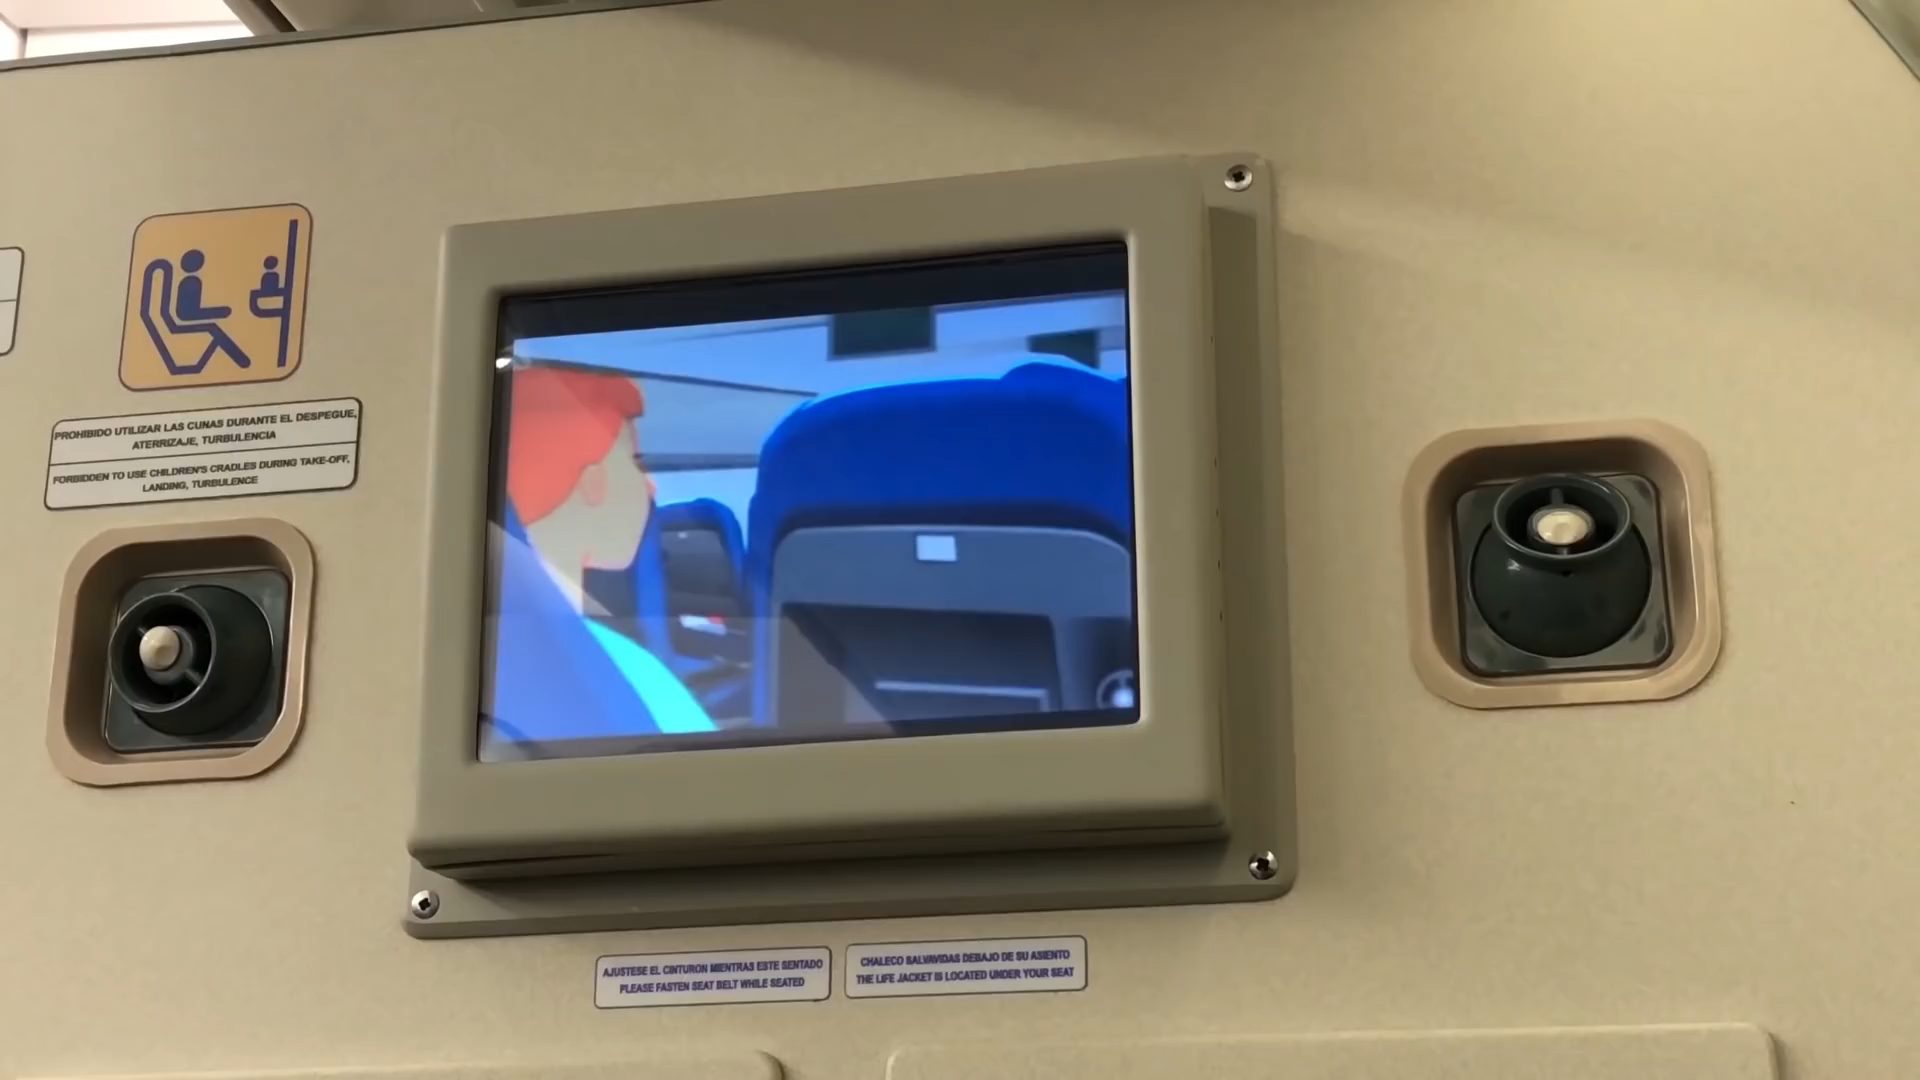 PROHIBIDO UTILIZAR LAS CUNAS DURANTE EL DESPEGUE,
ATERRIZAJE, TURBULENCIA
FORBIDDEN TO USE CHILDREN'S CRADLES DURING TAKE-OFF,
LANDING, TURBULENCE
AJUSTESE EL CINTURON MIENTRAS ESTE SENTADO
PLEASE FASTEN SEAT BELT WHILE SEATED
CHALECO SALVAVIDAS DEBAJO DE SU ASIENTO
THE LIFE JACKET IS LOCATED UNDER YOUR SEAT